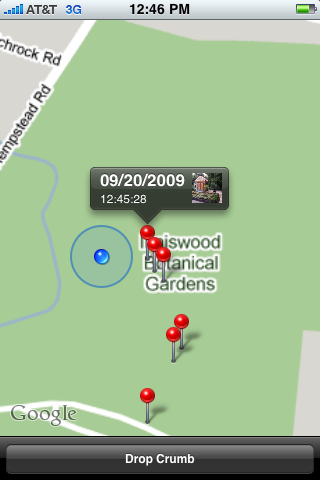 AT&T 3G 12:46 PM
chrock Rd
empstead Rd
09/20/2009
12:45:28
Botanical
Gardens
Google
Drop Crumb